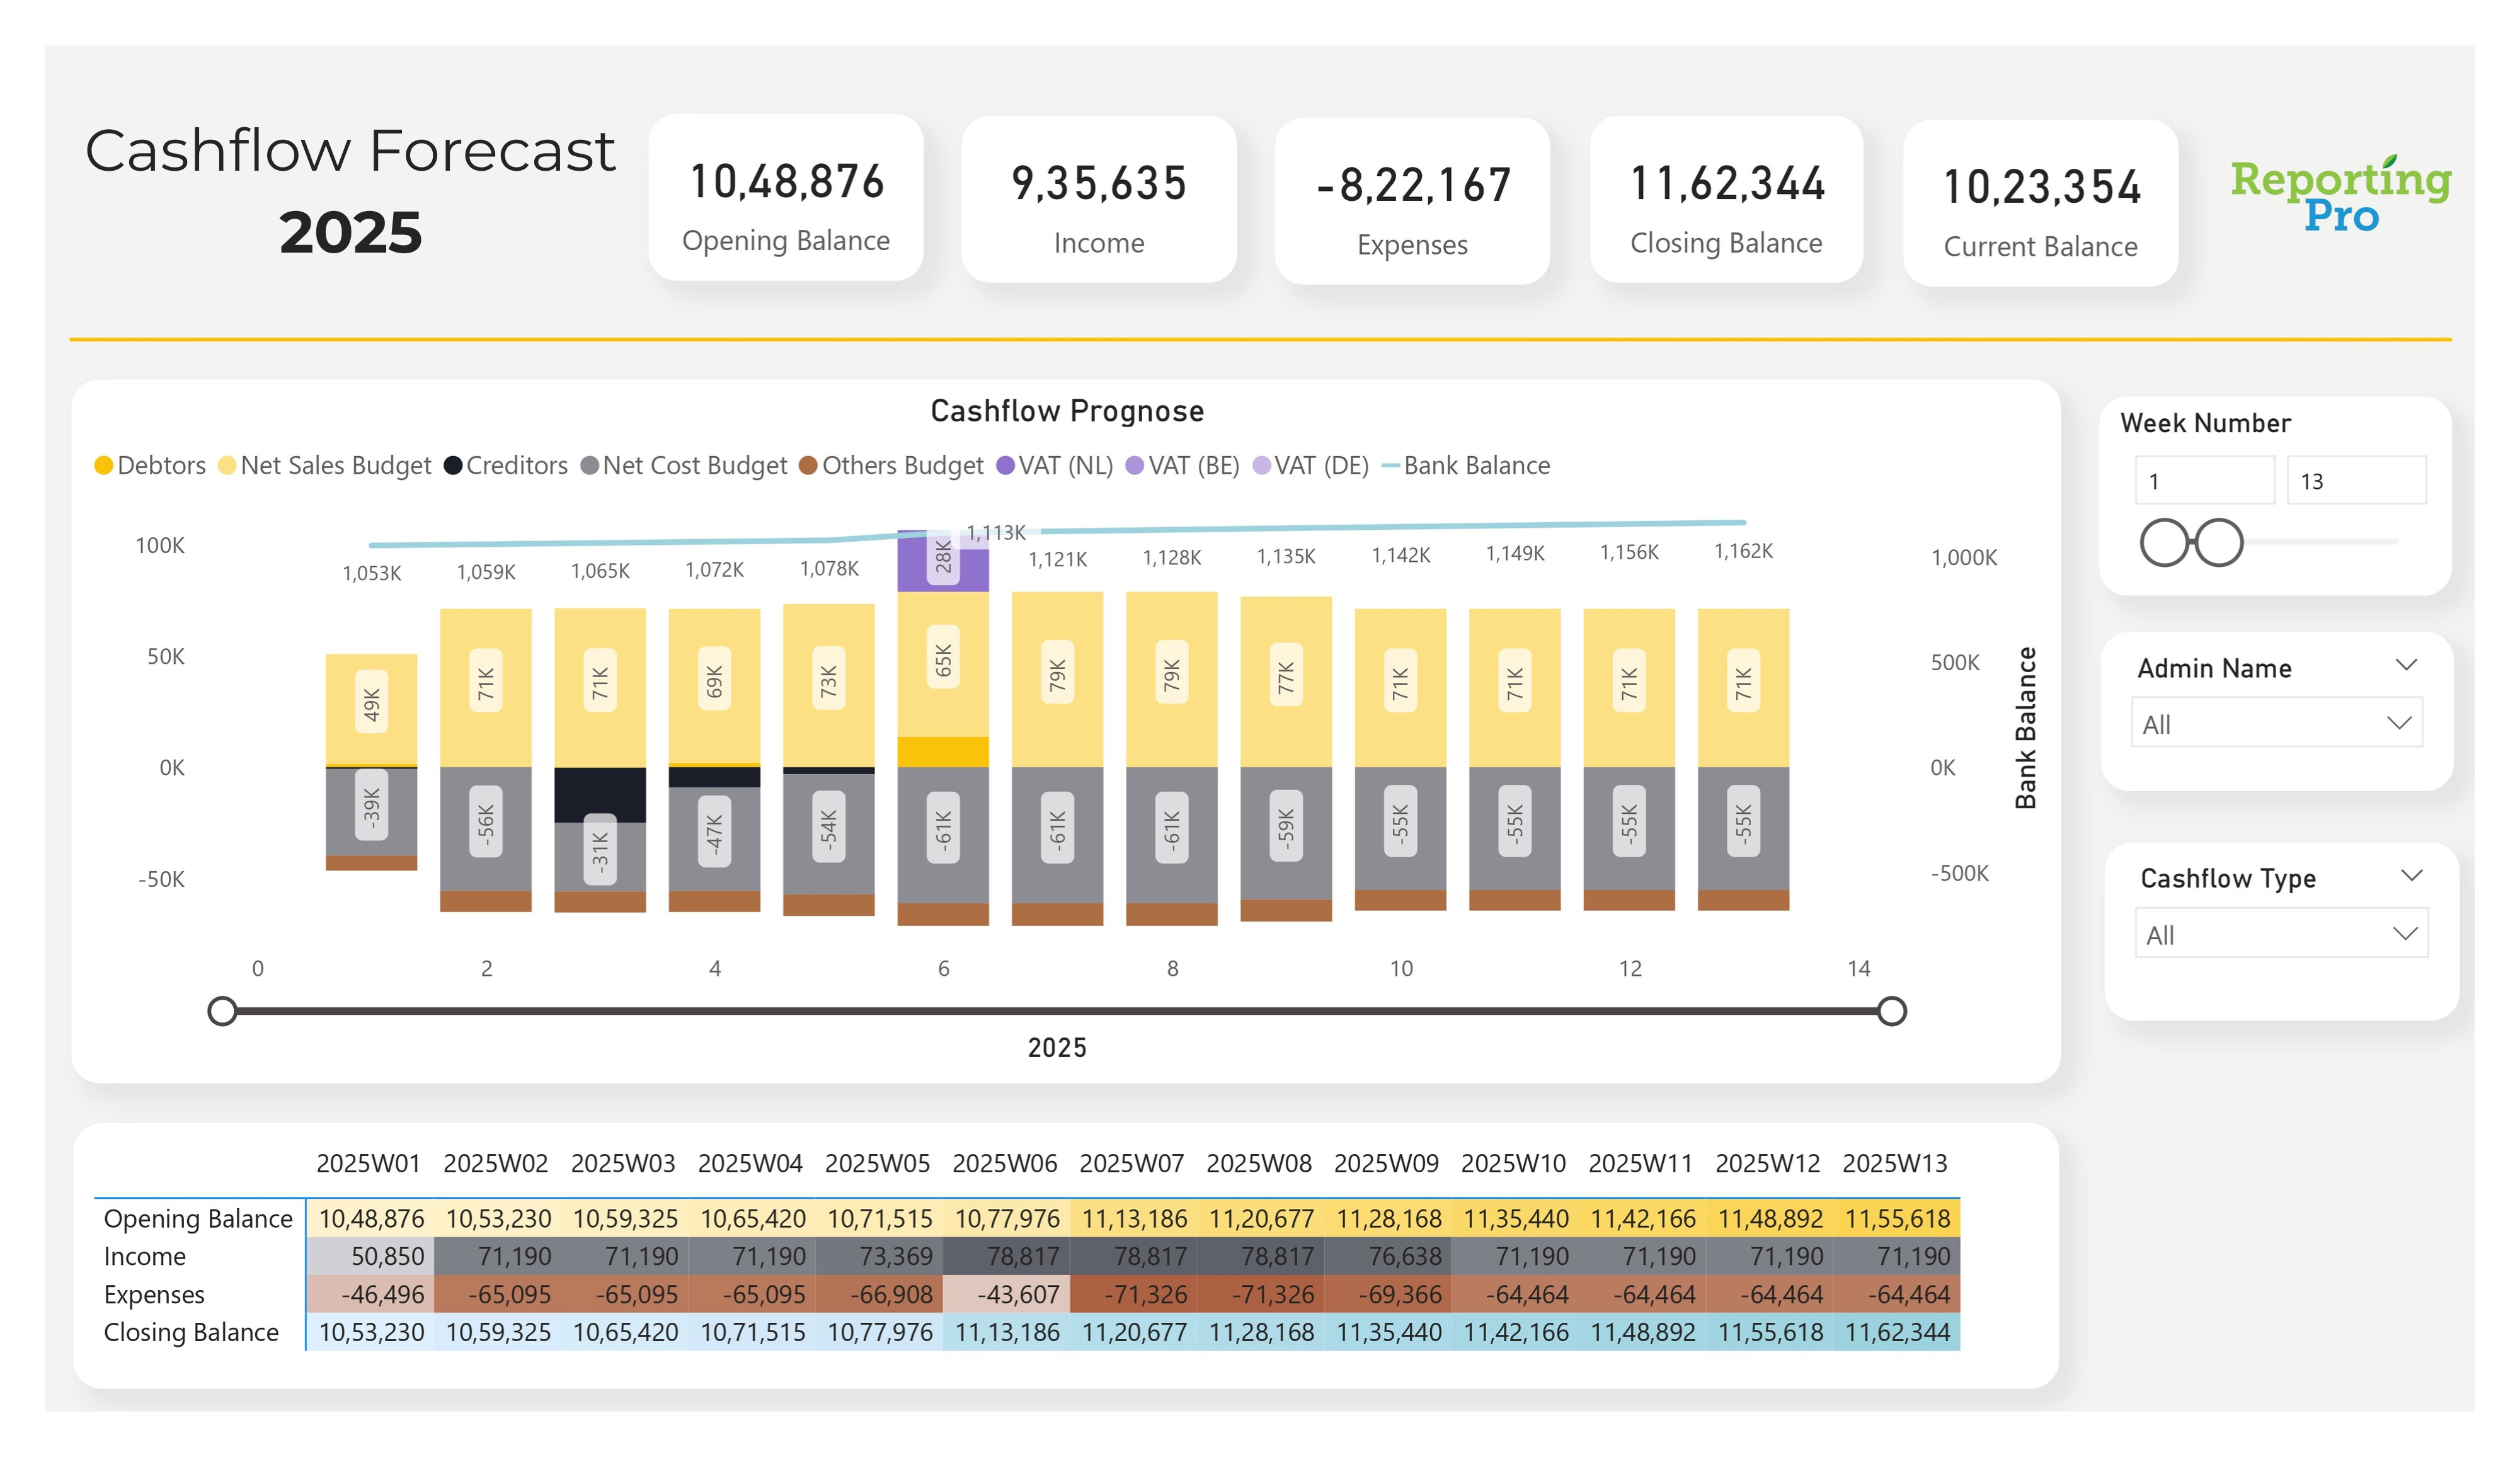 Cashflow Forecast
2025
10,48,876
Opening Balance
9,35,635
Income
-8,22,167
Expenses
11,62,344
Closing Balance
10,23,354
Current Balance
Reporting
Pro
Cashflow Prognose
Debtors Net Sales Budget Creditors Net Cost Budget Others Budget VAT (NL) VAT (BE) VAT (DE) Bank Balance
100K
50K
0K
-50K
1,053K 1,059K 1,065K 1,072K 1,078K 1,113K 1,121K 1,128K 1,135K 1,142K 1,149K 1,156K 1,162K
28K
49K 71K 71K 69K 73K 65K 79K 79K 77K 71K 71K 71K 71K
-39K -56K -31K -47K -54K -61K -61K -61K -59K -55K -55K -55K -55K
1,000K
500K
0K
-500K
Bank Balance
0 2 4 6 8 10 12 14
2025
Week Number
1 13
Admin Name
All
Cashflow Type
All
2025W01 2025W02 2025W03 2025W04 2025W05 2025W06 2025W07 2025W08 2025W09 2025W10 2025W11 2025W12 2025W13
Opening Balance 10,48,876 10,53,230 10,59,325 10,65,420 10,71,515 10,77,976 11,13,186 11,20,677 11,28,168 11,35,440 11,42,166 11,48,892 11,55,618
Income 50,850 71,190 71,190 71,190 73,369 78,817 78,817 78,817 76,638 71,190 71,190 71,190 71,190
Expenses -46,496 -65,095 -65,095 -65,095 -66,908 -43,607 -71,326 -71,326 -69,366 -64,464 -64,464 -64,464 -64,464
Closing Balance 10,53,230 10,59,325 10,65,420 10,71,515 10,77,976 11,13,186 11,20,677 11,28,168 11,35,440 11,42,166 11,48,892 11,55,618 11,62,344